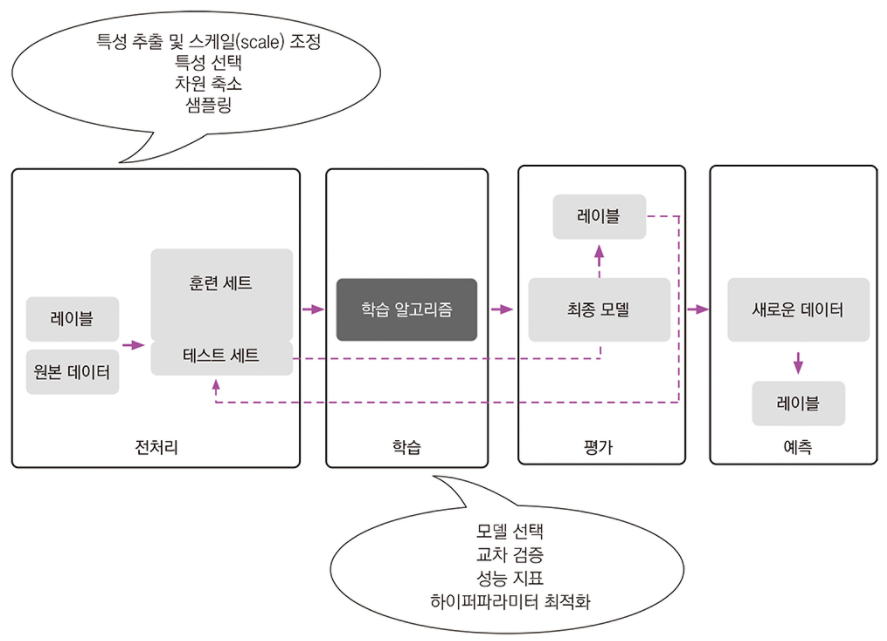 특성 추출 및 스케일(scale) 조정
특성 선택
차원 축소
샘플링
레이블
원본 데이터
훈련 세트
테스트 세트
전처리
학습 알고리즘
학습
레이블
최종 모델
평가
새로운 데이터
레이블
예측
모델 선택
교차 검증
성능 지표
하이퍼파라미터 최적화